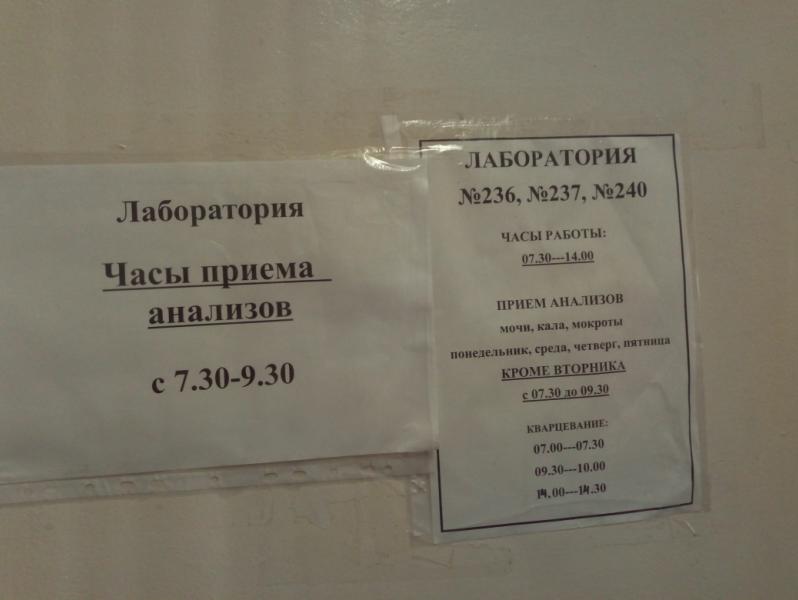 Лаборатория
Часы приема
анализов
с 7.30-9.30
ЛАБОРАТОРИЯ
№236, №237, №240
ЧАСЫ РАБОТЫ:
07.30---14.00
ПРИЕМ АНАЛИЗОВ
мочи, кала, мокроты
понедельник, среда, четверг, пятница
КРОМЕ ВТОРНИКА
с 07.30 до 09.30
КВАРЦЕВАНИЕ:
07.00---07.30
09.30---10.00
14.00---14.30